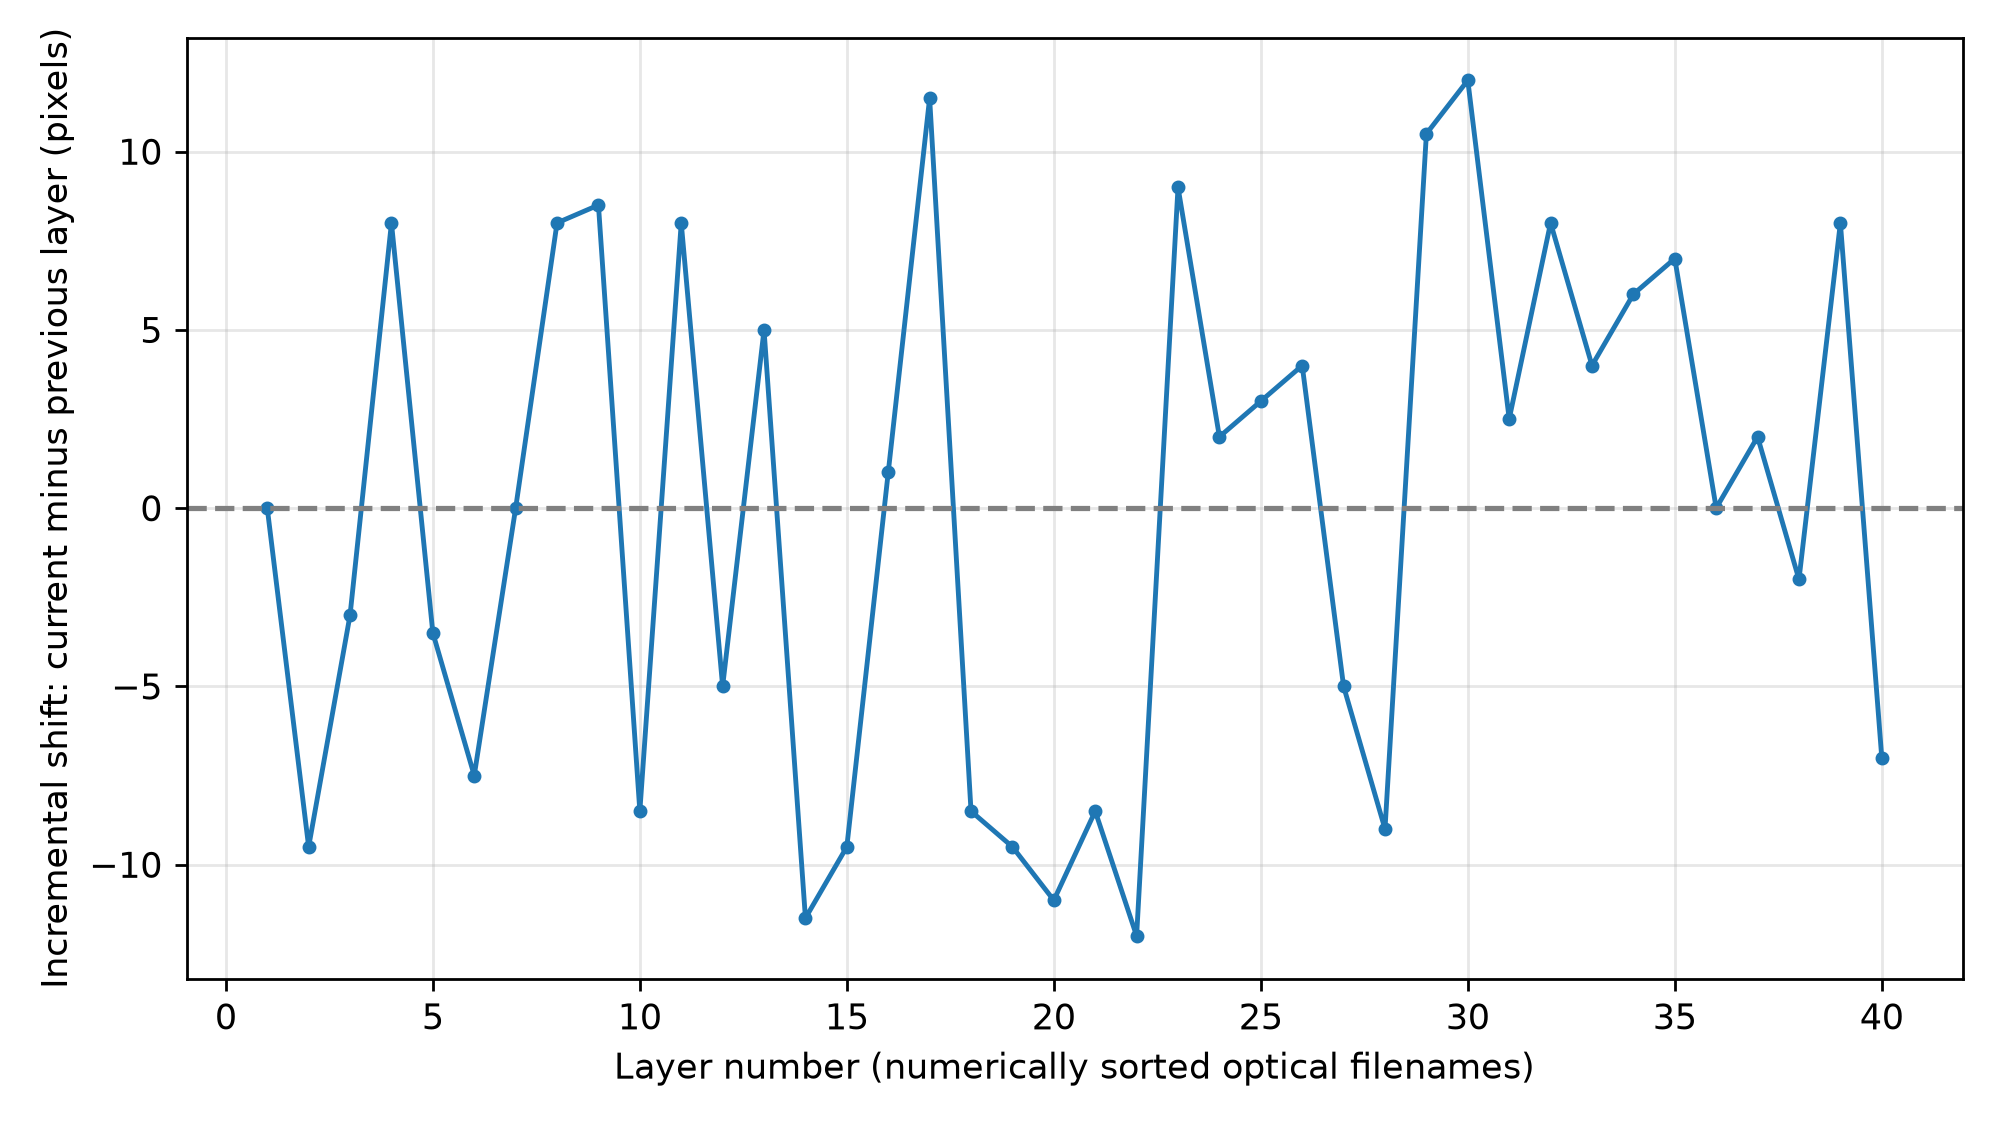 Incremental shift: current minus previous layer (pixels)
10
5
0
−5
−10
0 5 10 15 20 25 30 35 40
Layer number (numerically sorted optical filenames)